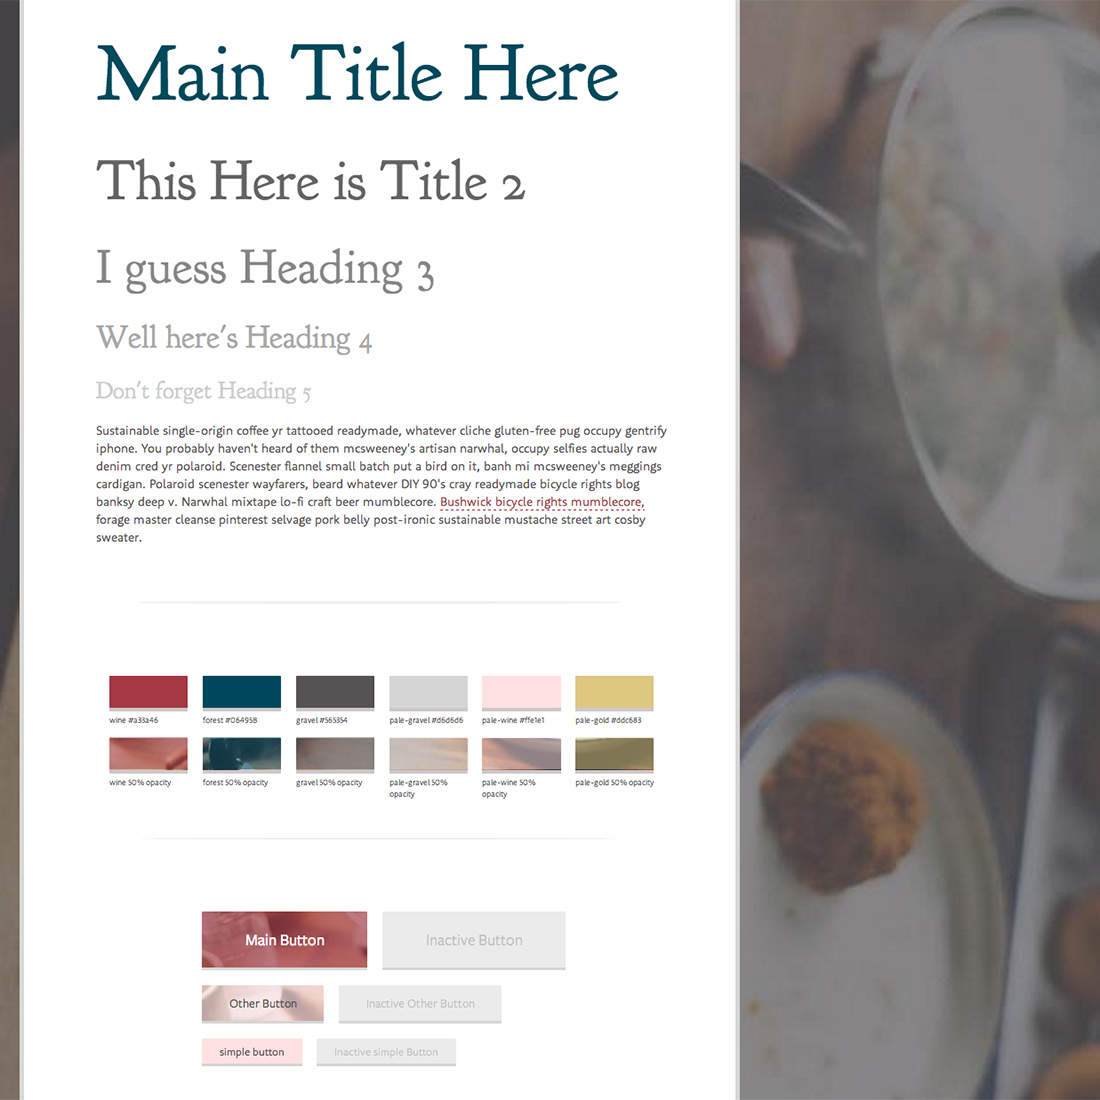 Main Title Here
This Here is Title 2
I guess Heading 3
Well here's Heading 4
Don't forget Heading 5
Sustainable single-origin coffee yr tattooed readymade, whatever cliche gluten-free pug occupy gentrify
iphone. You probably haven't heard of them mcsweeney's artisan narwhal, occupy selfies actually raw
denim cred yr polaroid. Scenester flannel small batch put a bird on it, banh mi mcsweeney's meggings
cardigan. Polaroid scenester wayfarers, beard whatever DIY 90's cray readymade bicycle rights blog
banksy deep v. Narwhal mixtape lo-fi craft beer mumblecore. Bushwick bicycle rights mumblecore,
forage master cleanse pinterest selvage pork belly post-ironic sustainable mustache street art cosby
sweater.
wine #a33a46 forest #064958 gravel #565354 pale-gravel #d6d6d6 pale-wine #ffe1e1 pale-gold #ddc683
wine 50% opacity forest 50% opacity gravel 50% opacity pale-gravel 50% opacity pale-wine 50% opacity pale-gold 50% opacity
Main Button Inactive Button
Other Button Inactive Other Button
simple button Inactive simple Button